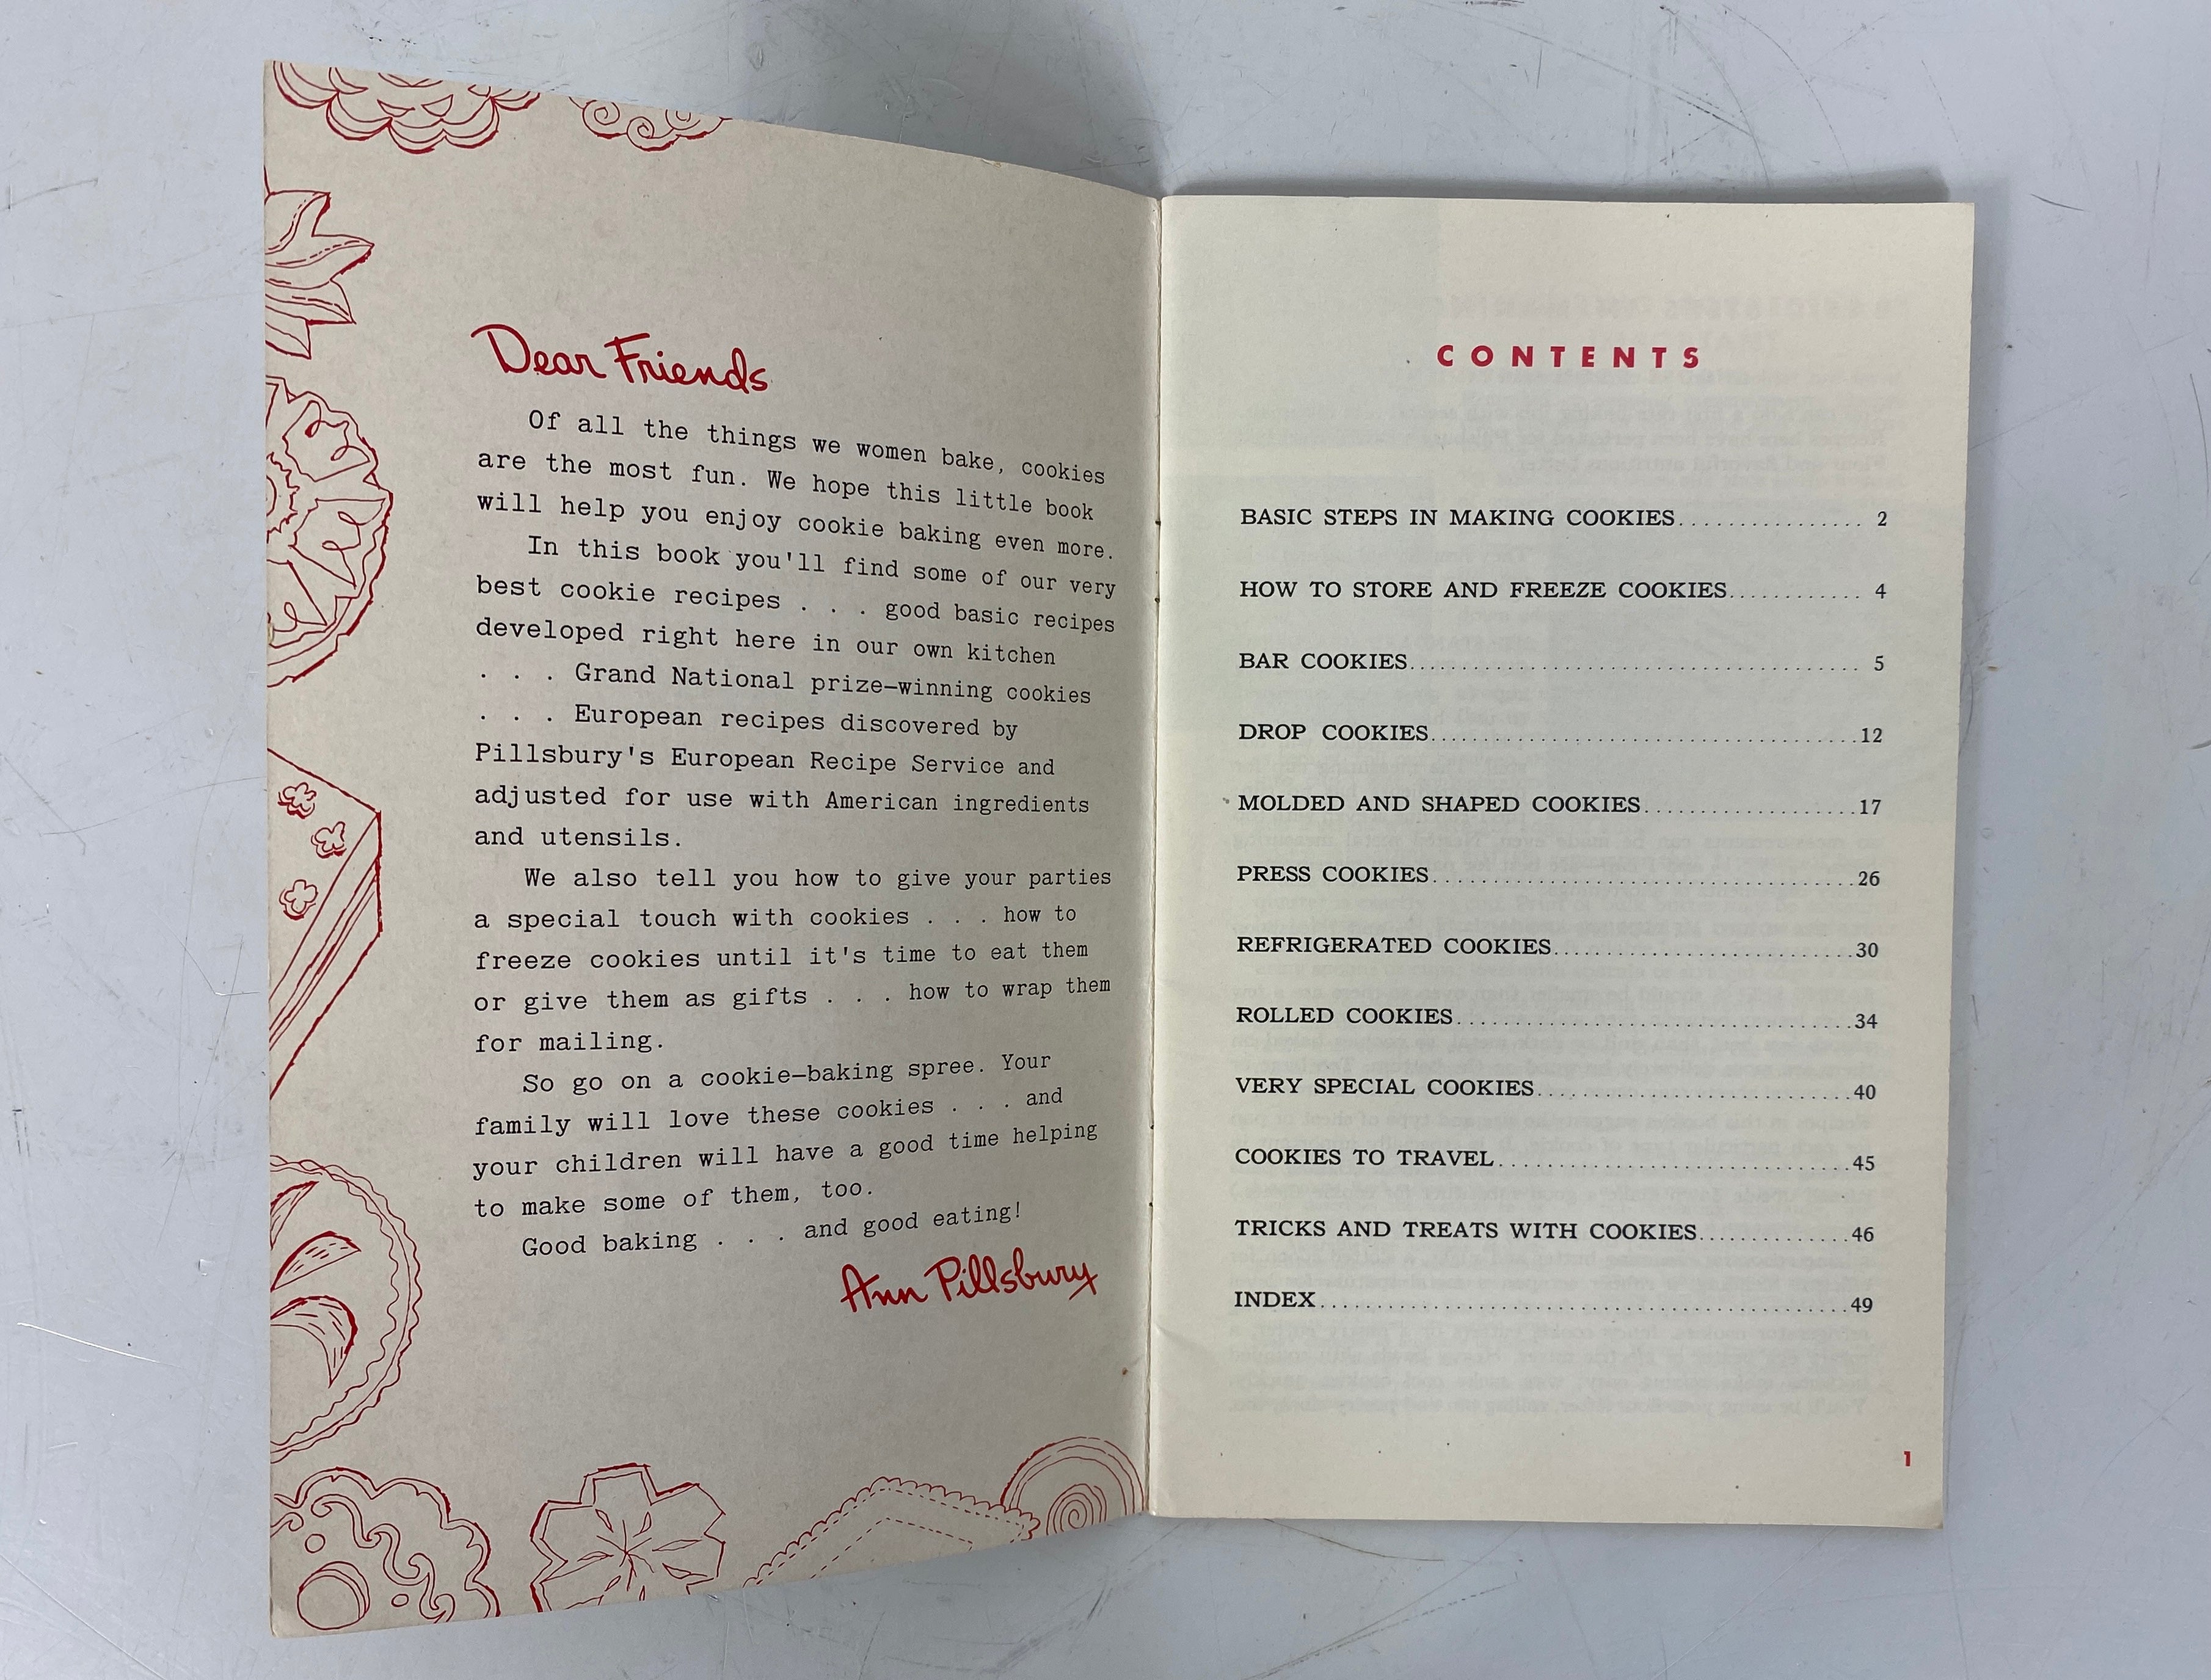 Dear Friends
Of all the things we women bake, cookies
are the most fun. We hope this little book
will help you enjoy cookie baking even more.
In this book you'll find some of our very
best cookie recipes . . . good basic recipes
developed right here in our own kitchen
. . . Grand National prize-winning cookies
. . . European recipes discovered by
Pillsbury's European Recipe Service and
adjusted for use with American ingredients
and utensils.
We also tell you how to give your parties
a special touch with cookies . . . how to
freeze cookies until it's time to eat them
or give them as gifts . . . how to wrap them
for mailing.
So go on a cookie-baking spree. Your
family will love these cookies . . . and
your children will have a good time helping
to make some of them, too.
Good baking . . . and good eating!
Ann Pillsbury
CONTENTS
BASIC STEPS IN MAKING COOKIES................ 2
HOW TO STORE AND FREEZE COOKIES............ 4
BAR COOKIES........................................... 5
DROP COOKIES.........................................12
MOLDED AND SHAPED COOKIES....................17
PRESS COOKIES.........................................26
REFRIGERATED COOKIES.............................30
ROLLED COOKIES.......................................34
VERY SPECIAL COOKIES...............................40
COOKIES TO TRAVEL..................................45
TRICKS AND TREATS WITH COOKIES..............46
INDEX...................................................49
1